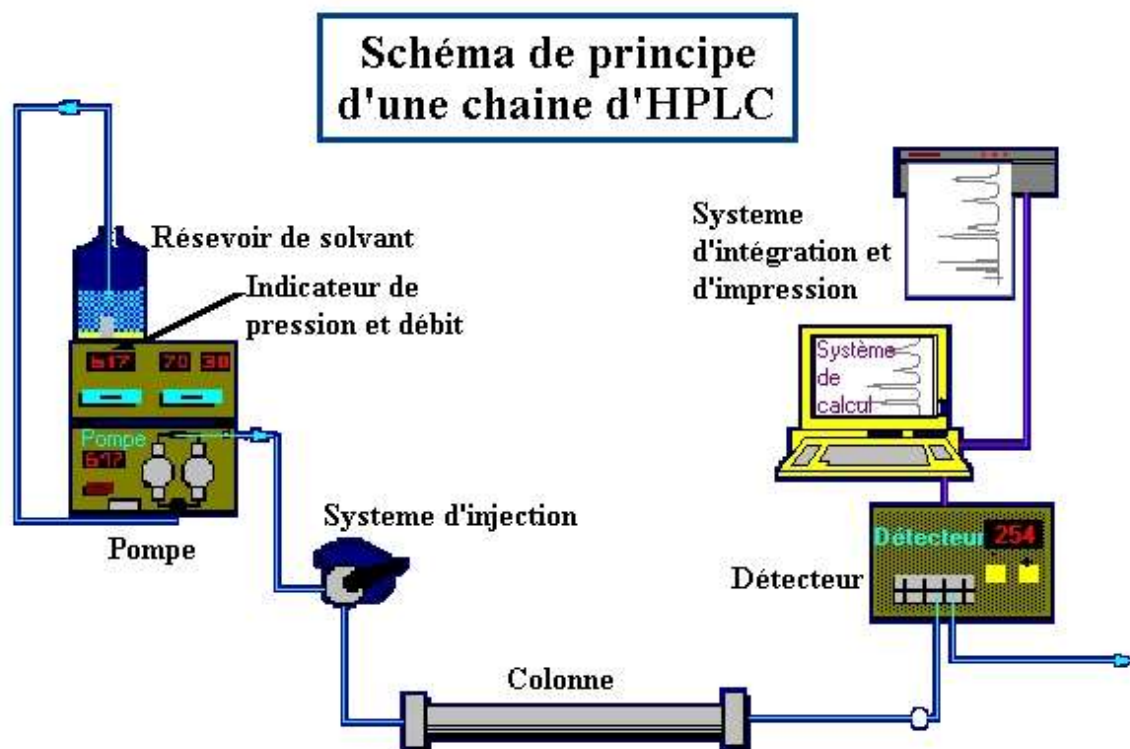 Schéma de principe
d'une chaine d'HPLC
Résevoir de solvant
Indicateur de
pression et débit
617 70 30
Pompe
617
Pompe
Systeme d'injection
Colonne
Systeme
d'intégration et
d'impression
Système
de
calcul
Détecteur 254
Détecteur